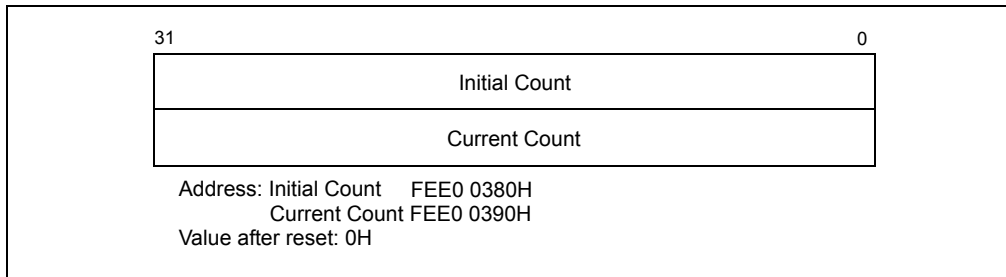 31 0
Initial Count
Current Count
Address: Initial Count FEE0 0380H
Current Count FEE0 0390H
Value after reset: 0H